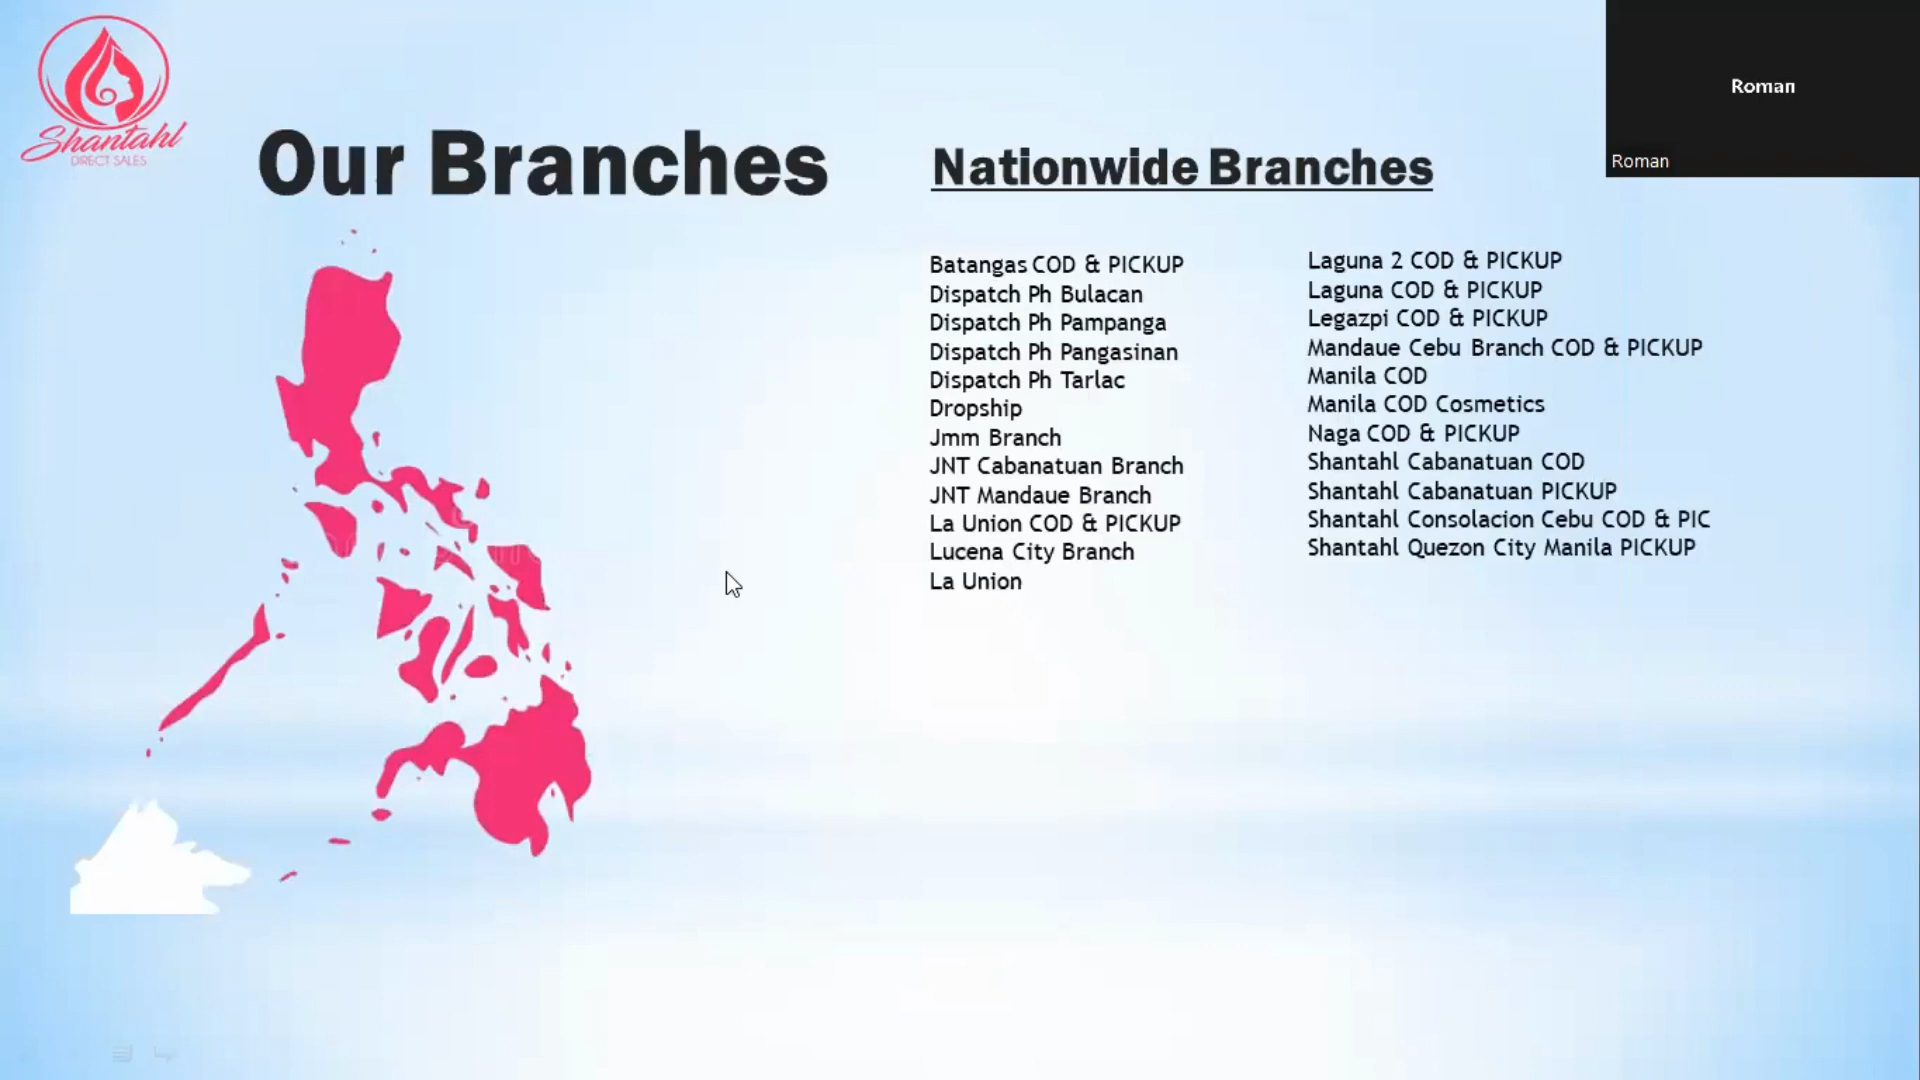 Shantahl
DIRECT SALES
Our Branches
Nationwide Branches
Batangas COD & PICKUP
Dispatch Ph Bulacan
Dispatch Ph Pampanga
Dispatch Ph Pangasinan
Dispatch Ph Tarlac
Dropship
Jmm Branch
JNT Cabanatuan Branch
JNT Mandaue Branch
La Union COD & PICKUP
Lucena City Branch
La Union
Laguna 2 COD & PICKUP
Laguna COD & PICKUP
Legazpi COD & PICKUP
Mandaue Cebu Branch COD & PICKUP
Manila COD
Manila COD Cosmetics
Naga COD & PICKUP
Shantahl Cabanatuan COD
Shantahl Cabanatuan PICKUP
Shantahl Consolacion Cebu COD & PIC
Shantahl Quezon City Manila PICKUP
Roman
Roman